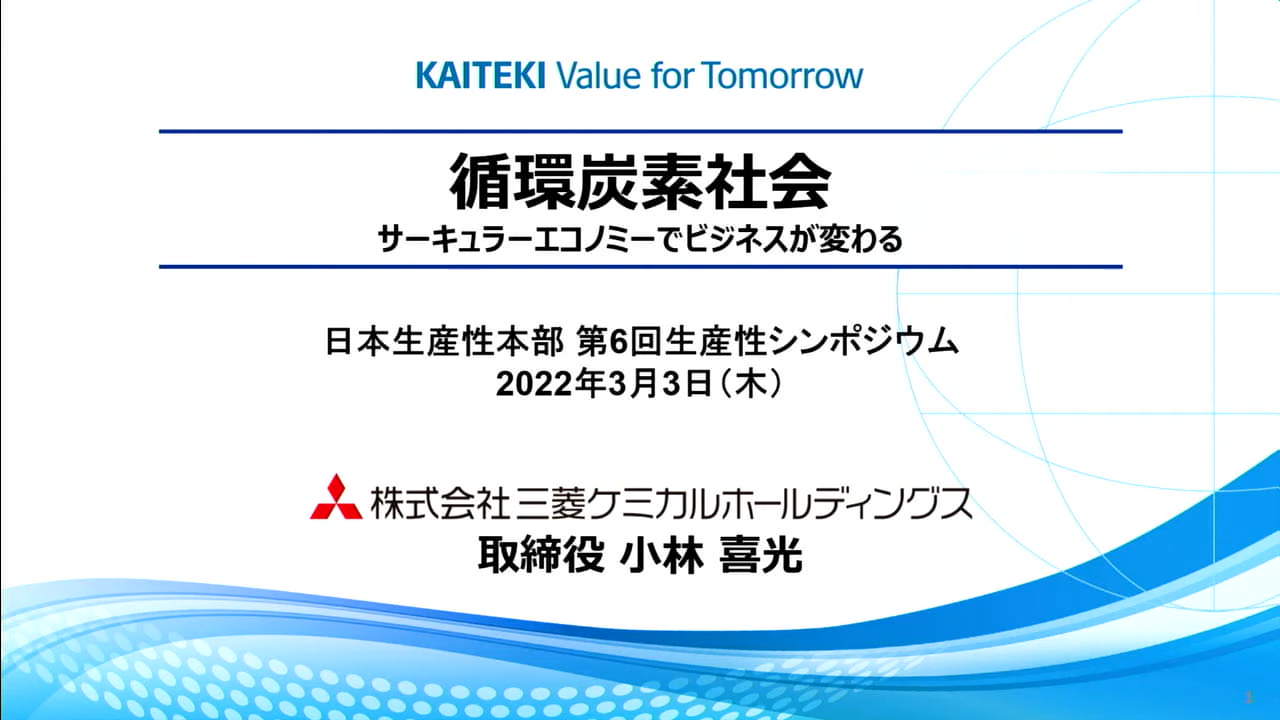 KAITEKI Value for Tomorrow
循環炭素社会
サーキュラーエコノミーでビジネスが変わる
日本生産性本部 第6回生産性シンポジウム
2022年3月3日（木）
株式会社三菱ケミカルホールディングス
取締役 小林 喜光
1